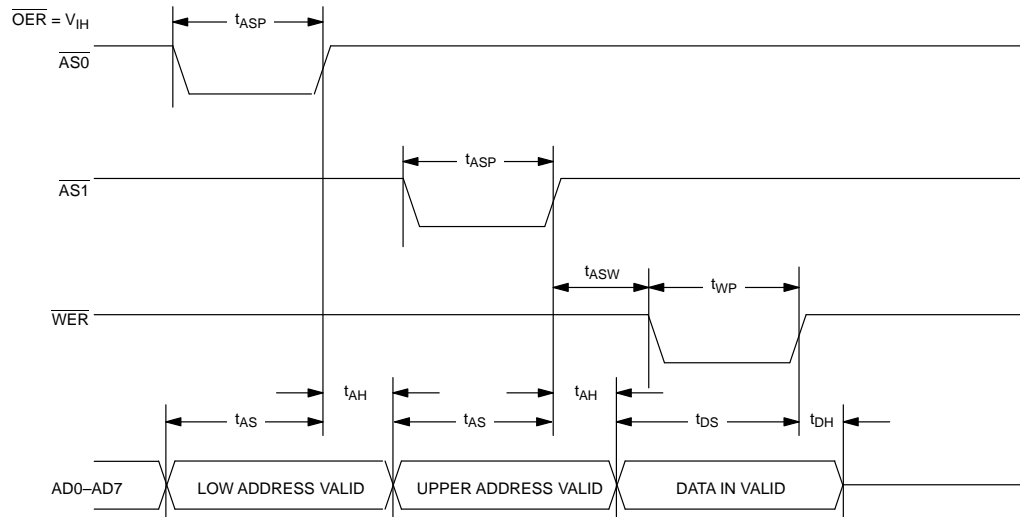 OER = VIH
tASP
AS0
tASP
AS1
tASW
tWP
WER
tAH
tAH
tAS
tAS
tDS
tDH
AD0–AD7
LOW ADDRESS VALID
UPPER ADDRESS VALID
DATA IN VALID